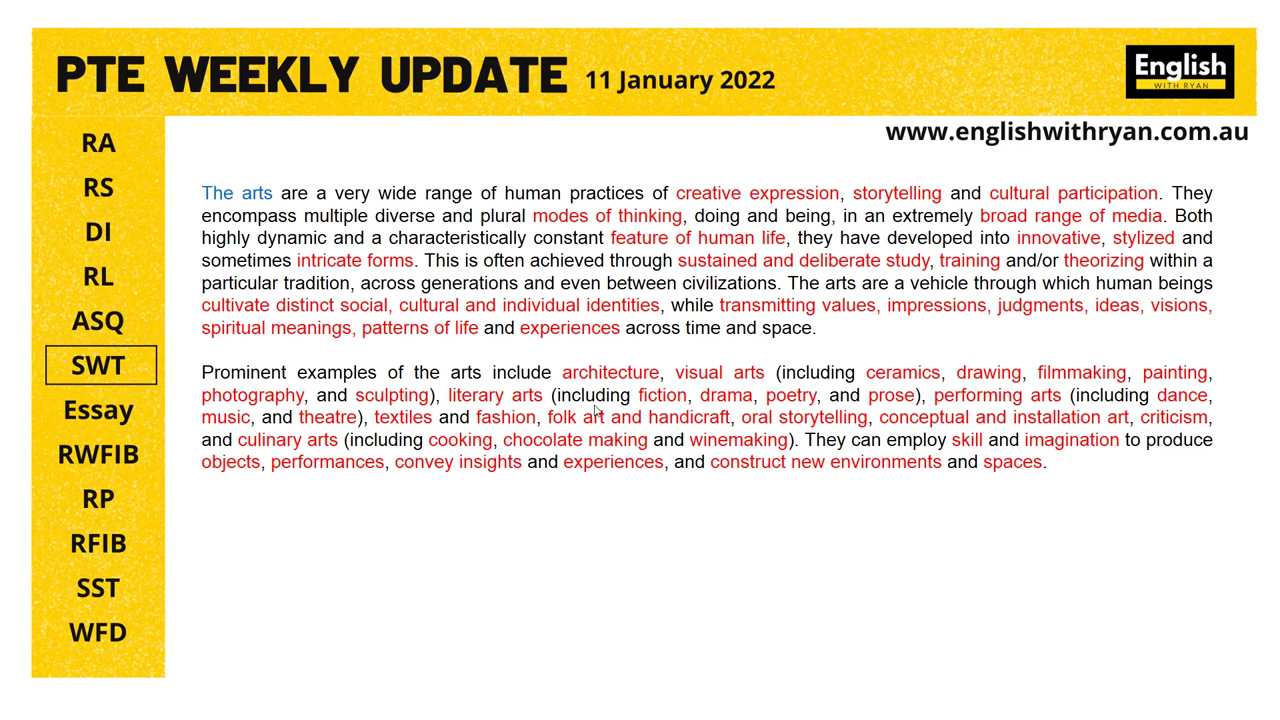 PTE WEEKLY UPDATE 11 January 2022
English
WITH RYAN
www.englishwithryan.com.au
RA
RS
DI
RL
ASQ
SWT
Essay
RWFIB
RP
RFIB
SST
WFD
The arts are a very wide range of human practices of creative expression, storytelling and cultural participation. They
encompass multiple diverse and plural modes of thinking, doing and being, in an extremely broad range of media. Both
highly dynamic and a characteristically constant feature of human life, they have developed into innovative, stylized and
sometimes intricate forms. This is often achieved through sustained and deliberate study, training and/or theorizing within a
particular tradition, across generations and even between civilizations. The arts are a vehicle through which human beings
cultivate distinct social, cultural and individual identities, while transmitting values, impressions, judgments, ideas, visions,
spiritual meanings, patterns of life and experiences across time and space.
Prominent examples of the arts include architecture, visual arts (including ceramics, drawing, filmmaking, painting,
photography, and sculpting), literary arts (including fiction, drama, poetry, and prose), performing arts (including dance,
music, and theatre), textiles and fashion, folk art and handicraft, oral storytelling, conceptual and installation art, criticism,
and culinary arts (including cooking, chocolate making and winemaking). They can employ skill and imagination to produce
objects, performances, convey insights and experiences, and construct new environments and spaces.